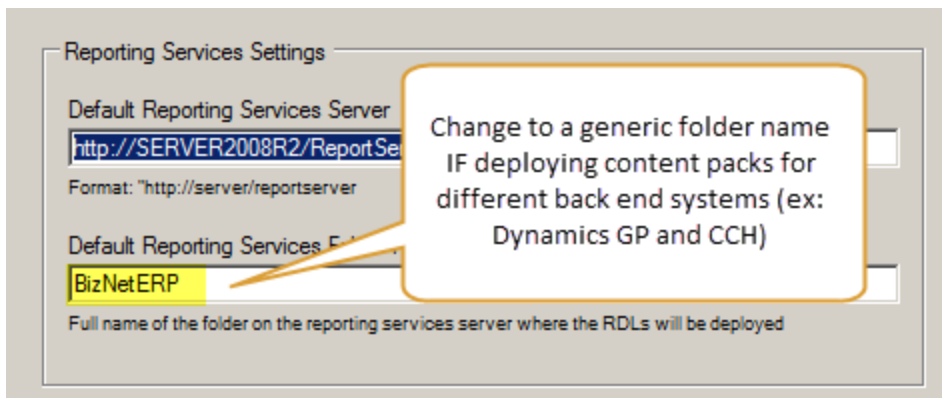 Reporting Services Settings
Default Reporting Services Server
http://SERVER2008R2/ReportSe
Format: "http://server/reportserver
Change to a generic folder name
IF deploying content packs for
different back end systems (ex:
Dynamics GP and CCH)
Default Reporting Services
BizNetERP
Full name of the folder on the reporting services server where the RDLs will be deployed